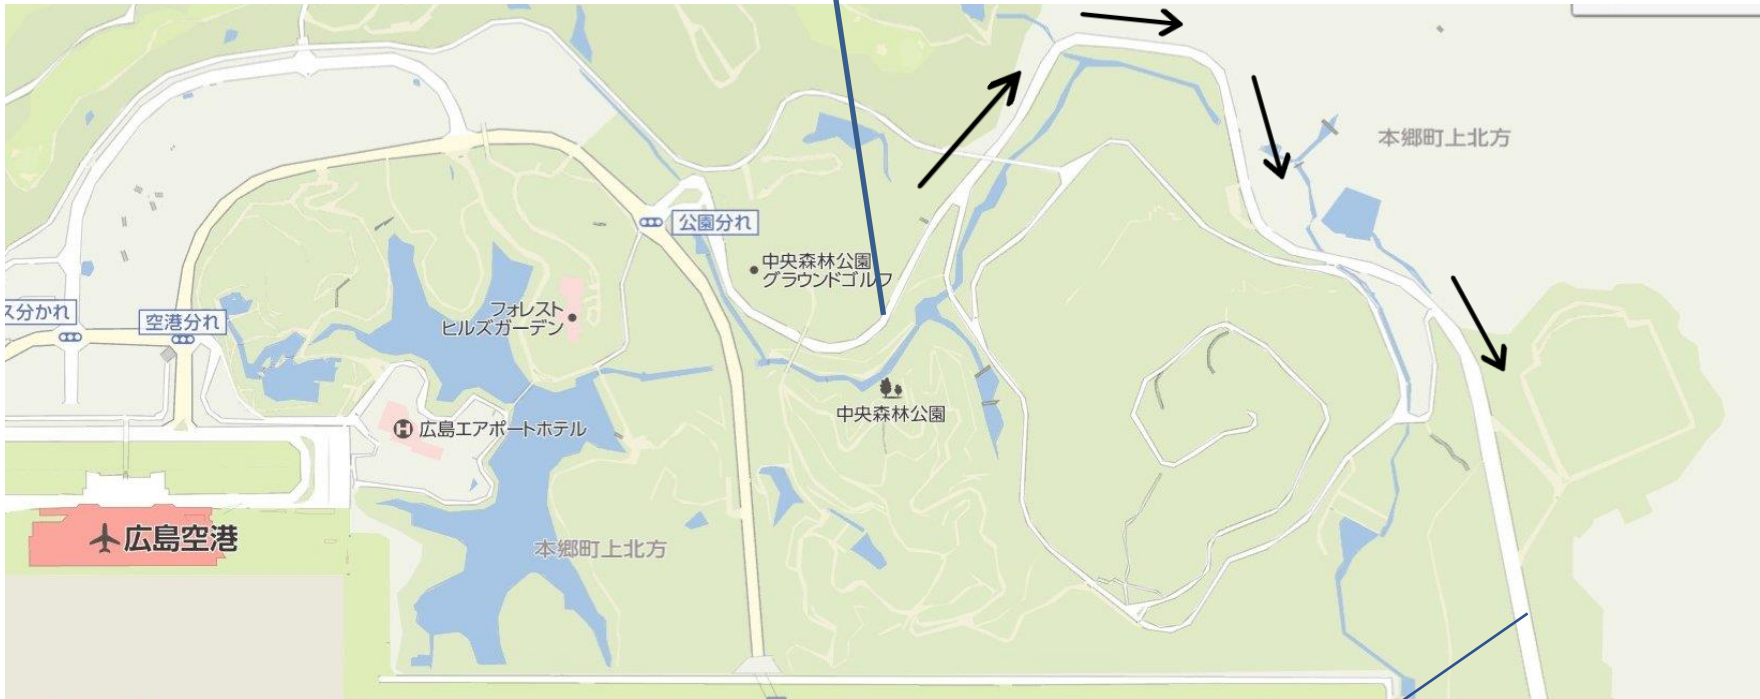 本郷町上北方
公園分れ
中央森林公園
グラウンドゴルフ
ス分かれ
空港分れ
フォレスト
ヒルズガーデン
中央森林公園
H 広島エアポートホテル
広島空港
本郷町上北方